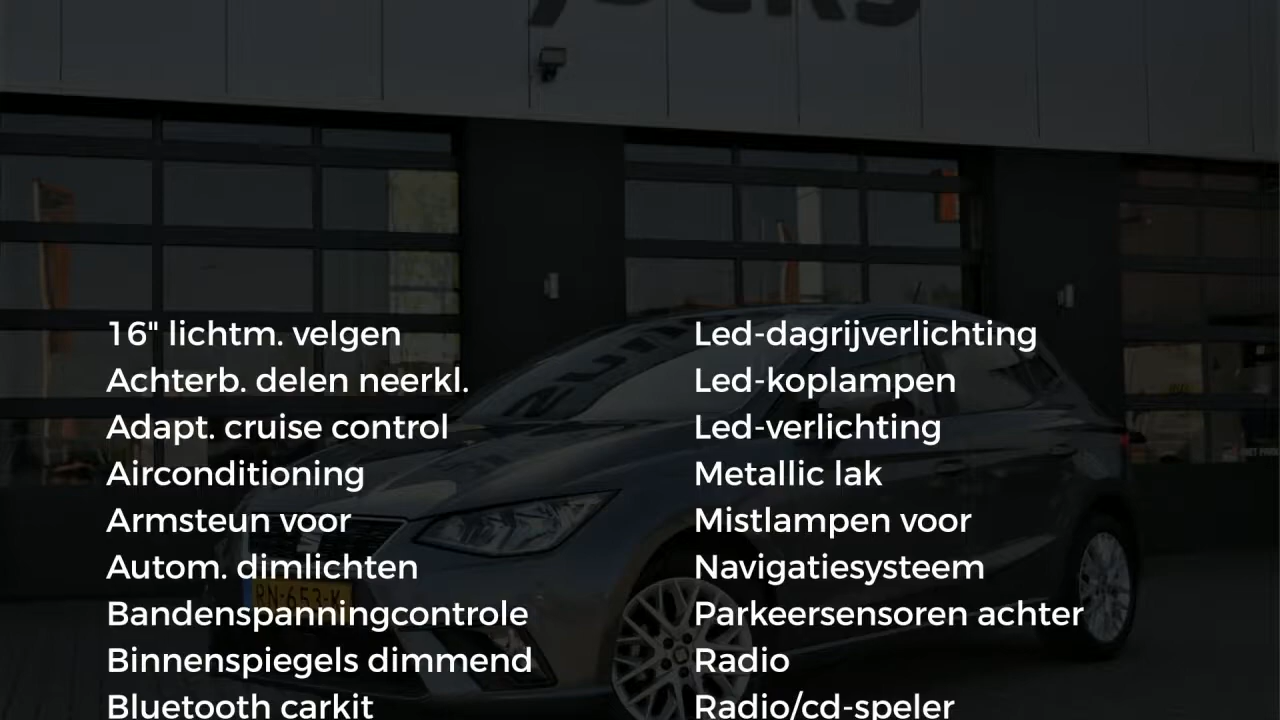 16" lichtm. velgen
Achterb. delen neerkl.
Adapt. cruise control
Airconditioning
Armsteun voor
Autom. dimlichten
Bandenspanningcontrole
Binnenspiegels dimmend
Bluetooth carkit
Led-dagrijverlichting
Led-koplampen
Led-verlichting
Metallic lak
Mistlampen voor
Navigatiesysteem
Parkeersensoren achter
Radio
Radio/cd-speler